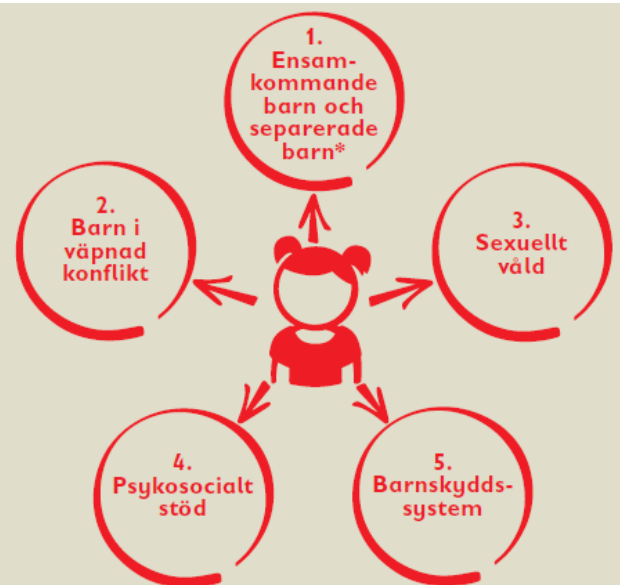 1.
Ensam-
kommande
barn och
separerade
barn*
2.
Barn i
väpnad
konflikt
3.
Sexuellt
våld
4.
Psykosocialt
stöd
5.
Barnskydds-
system